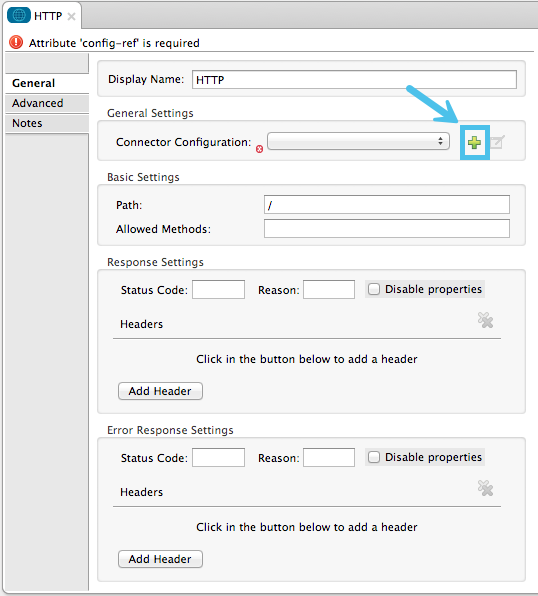 HTTP
Attribute 'config-ref' is required
General
Advanced
Notes
Display Name: HTTP
General Settings
Connector Configuration:
Basic Settings
Path: /
Allowed Methods:
Response Settings
Status Code: Reason: Disable properties
Headers
Click in the button below to add a header
Add Header
Error Response Settings
Status Code: Reason: Disable properties
Headers
Click in the button below to add a header
Add Header